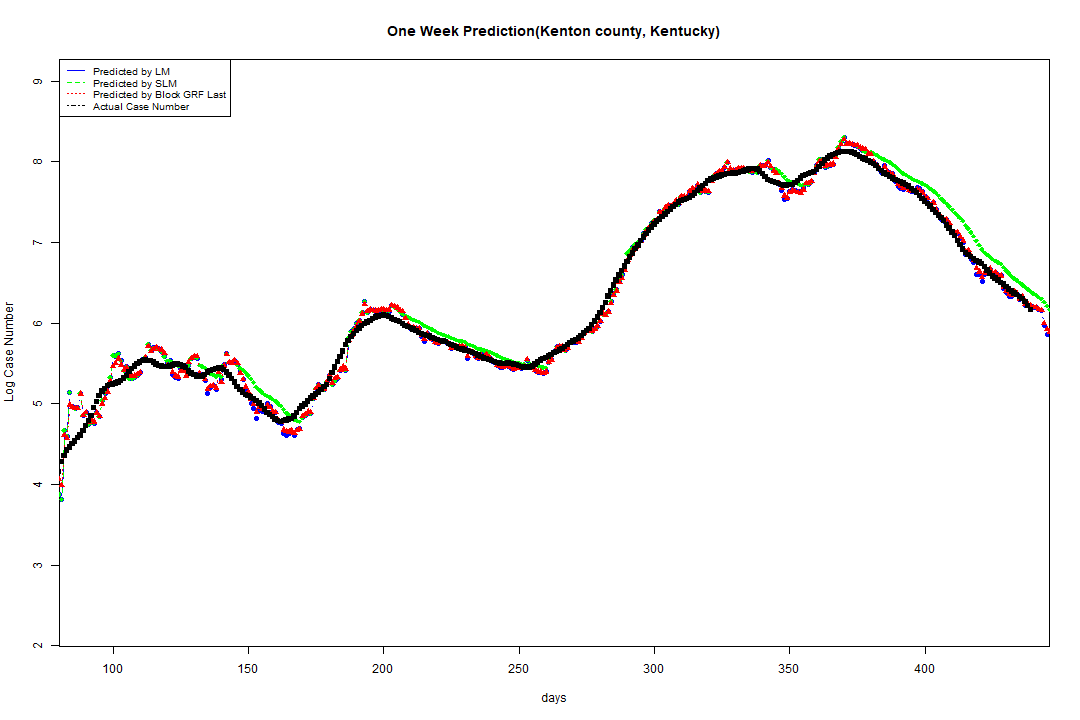 One Week Prediction(Kenton county, Kentucky)
Predicted by LM
Predicted by SLM
Predicted by Block GRF Last
Actual Case Number
9
8
7
6
5
4
3
2
Log Case Number
100 150 200 250 300 350 400
days